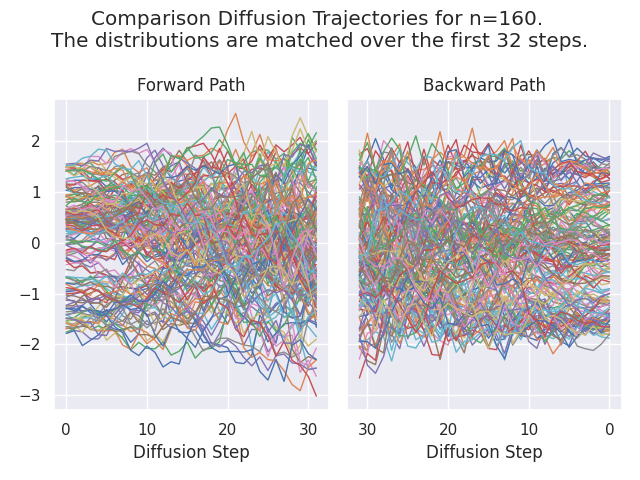 Comparison Diffusion Trajectories for n=160.
The distributions are matched over the first 32 steps.
Forward Path
Backward Path
2
1
0
−1
−2
−3
0 10 20 30
30 20 10 0
Diffusion Step
Diffusion Step